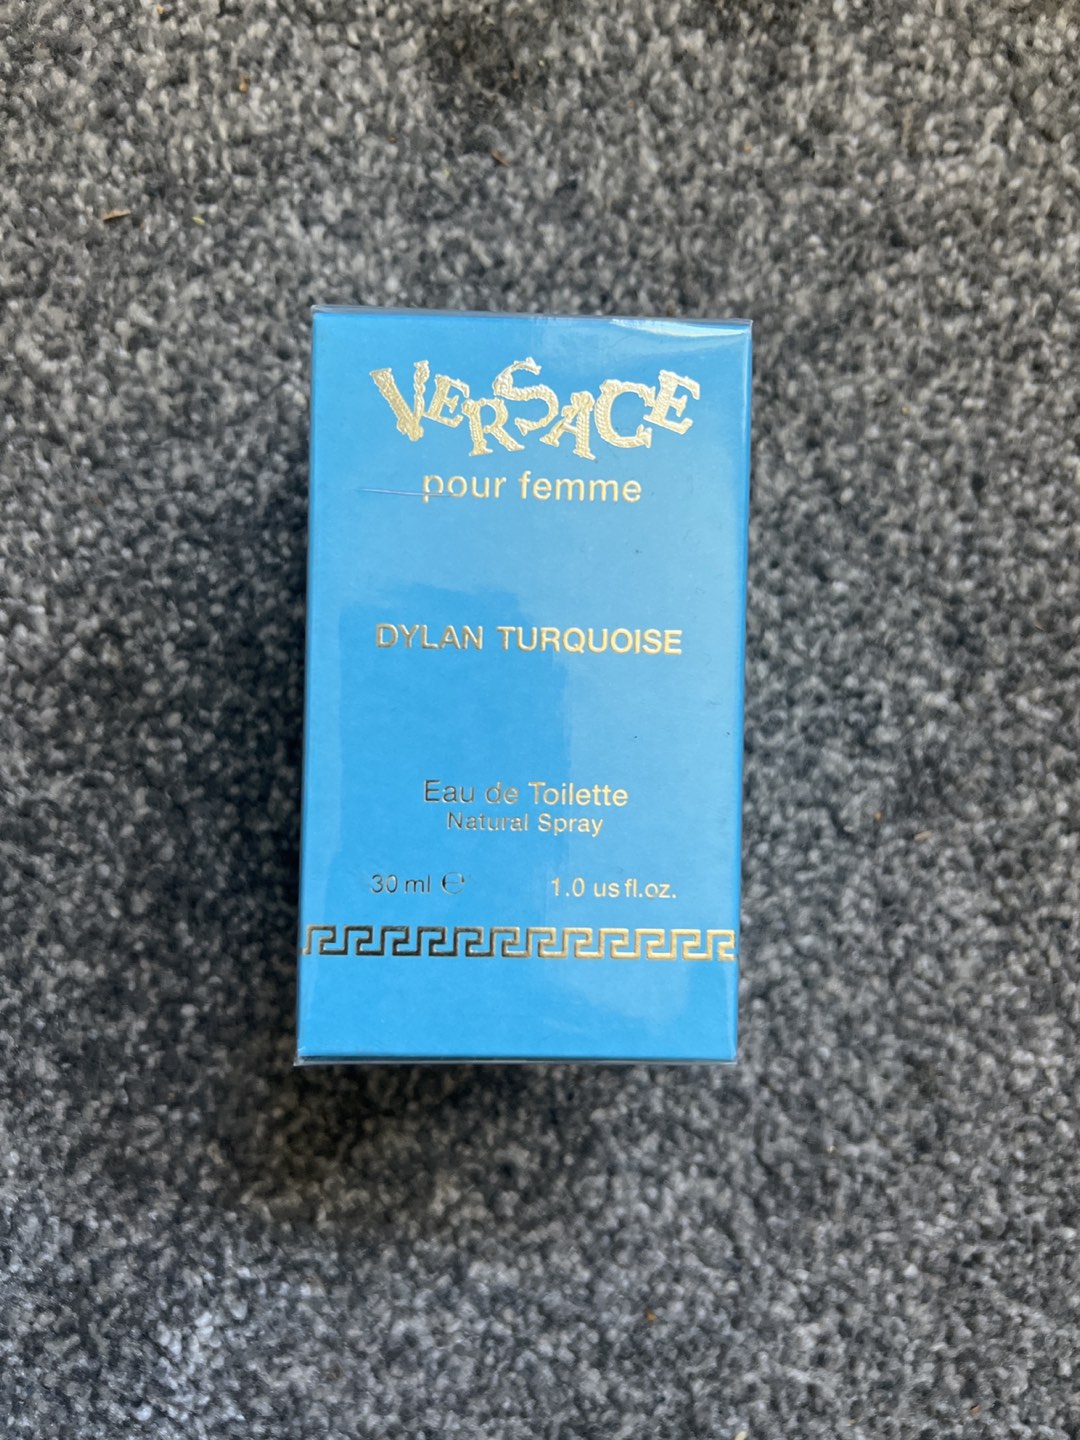 VERSACE
pour femme
DYLAN TURQUOISE
Eau de Toilette
Natural Spray
30 ml ℮ 1.0 us fl.oz.